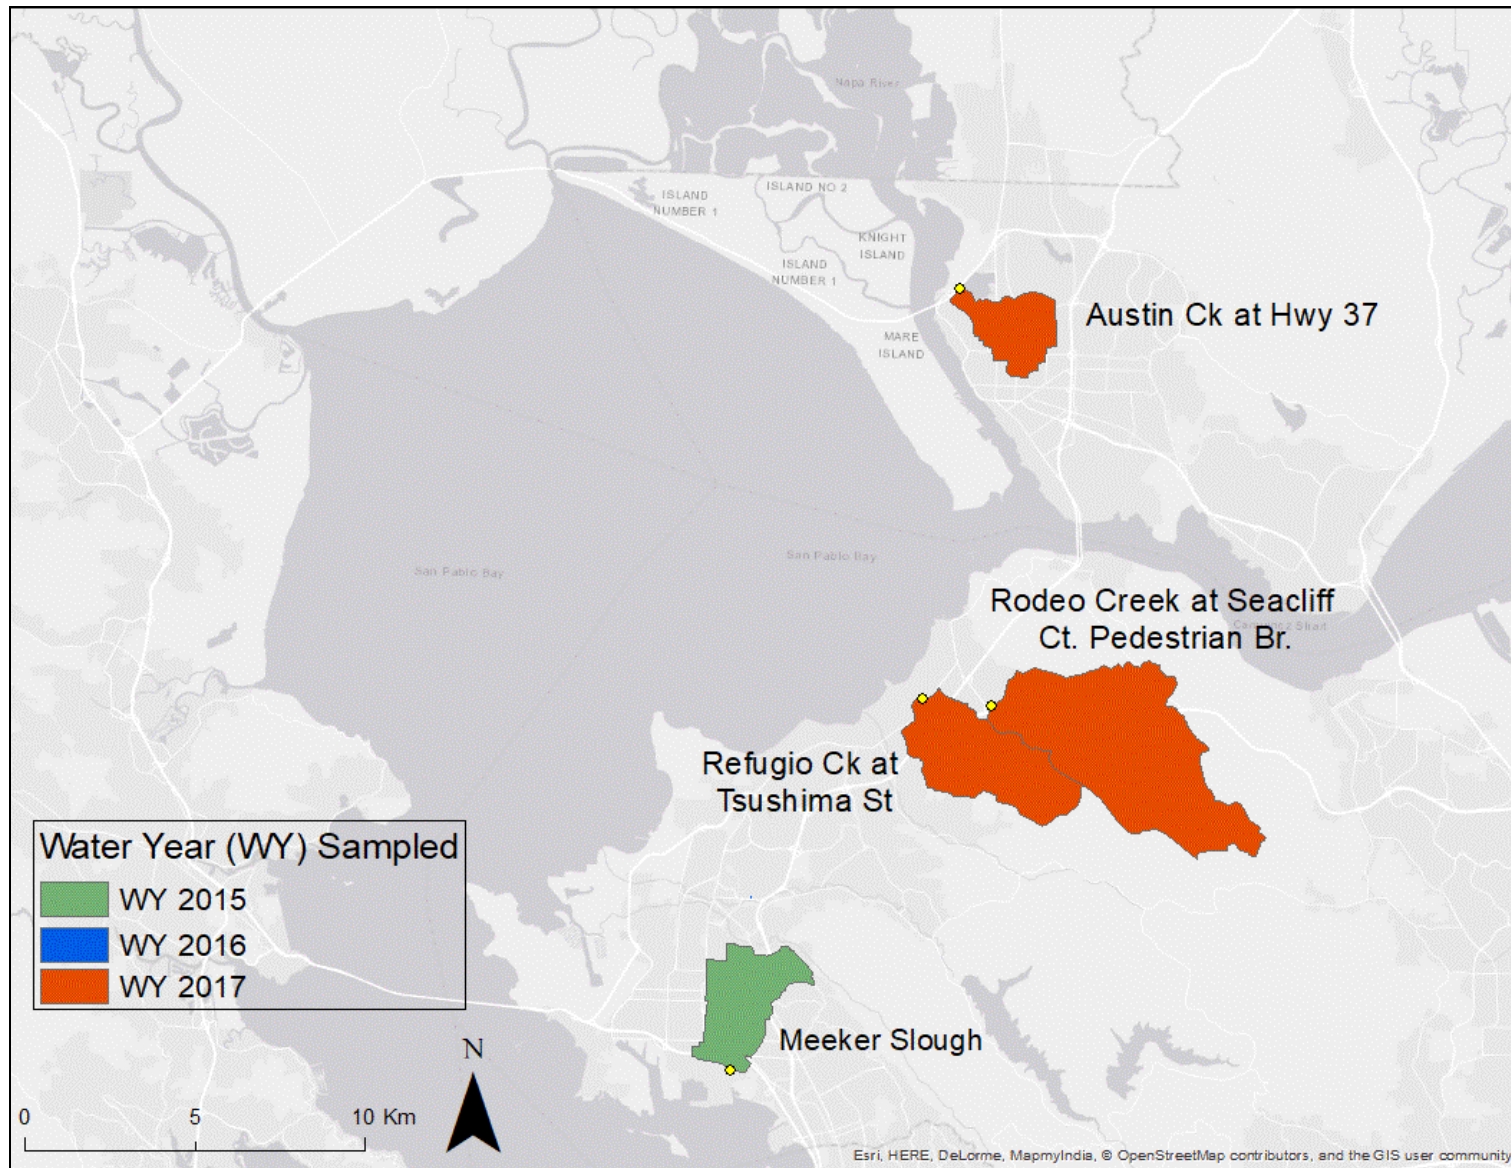 Napa River
ISLAND
NUMBER 1
ISLAND NO 2
KNIGHT
ISLAND
ISLAND
NUMBER 1
MARE
ISLAND
Austin Ck at Hwy 37
San Pablo Bay
San Pablo Bay
Rodeo Creek at Seacliff
Ct. Pedestrian Br.
Carquinez Strait
Refugio Ck at
Tsushima St
Water Year (WY) Sampled
WY 2015
WY 2016
WY 2017
Meeker Slough
N
0 5 10 Km
Esri, HERE, DeLorme, MapmyIndia, © OpenStreetMap contributors, and the GIS user community